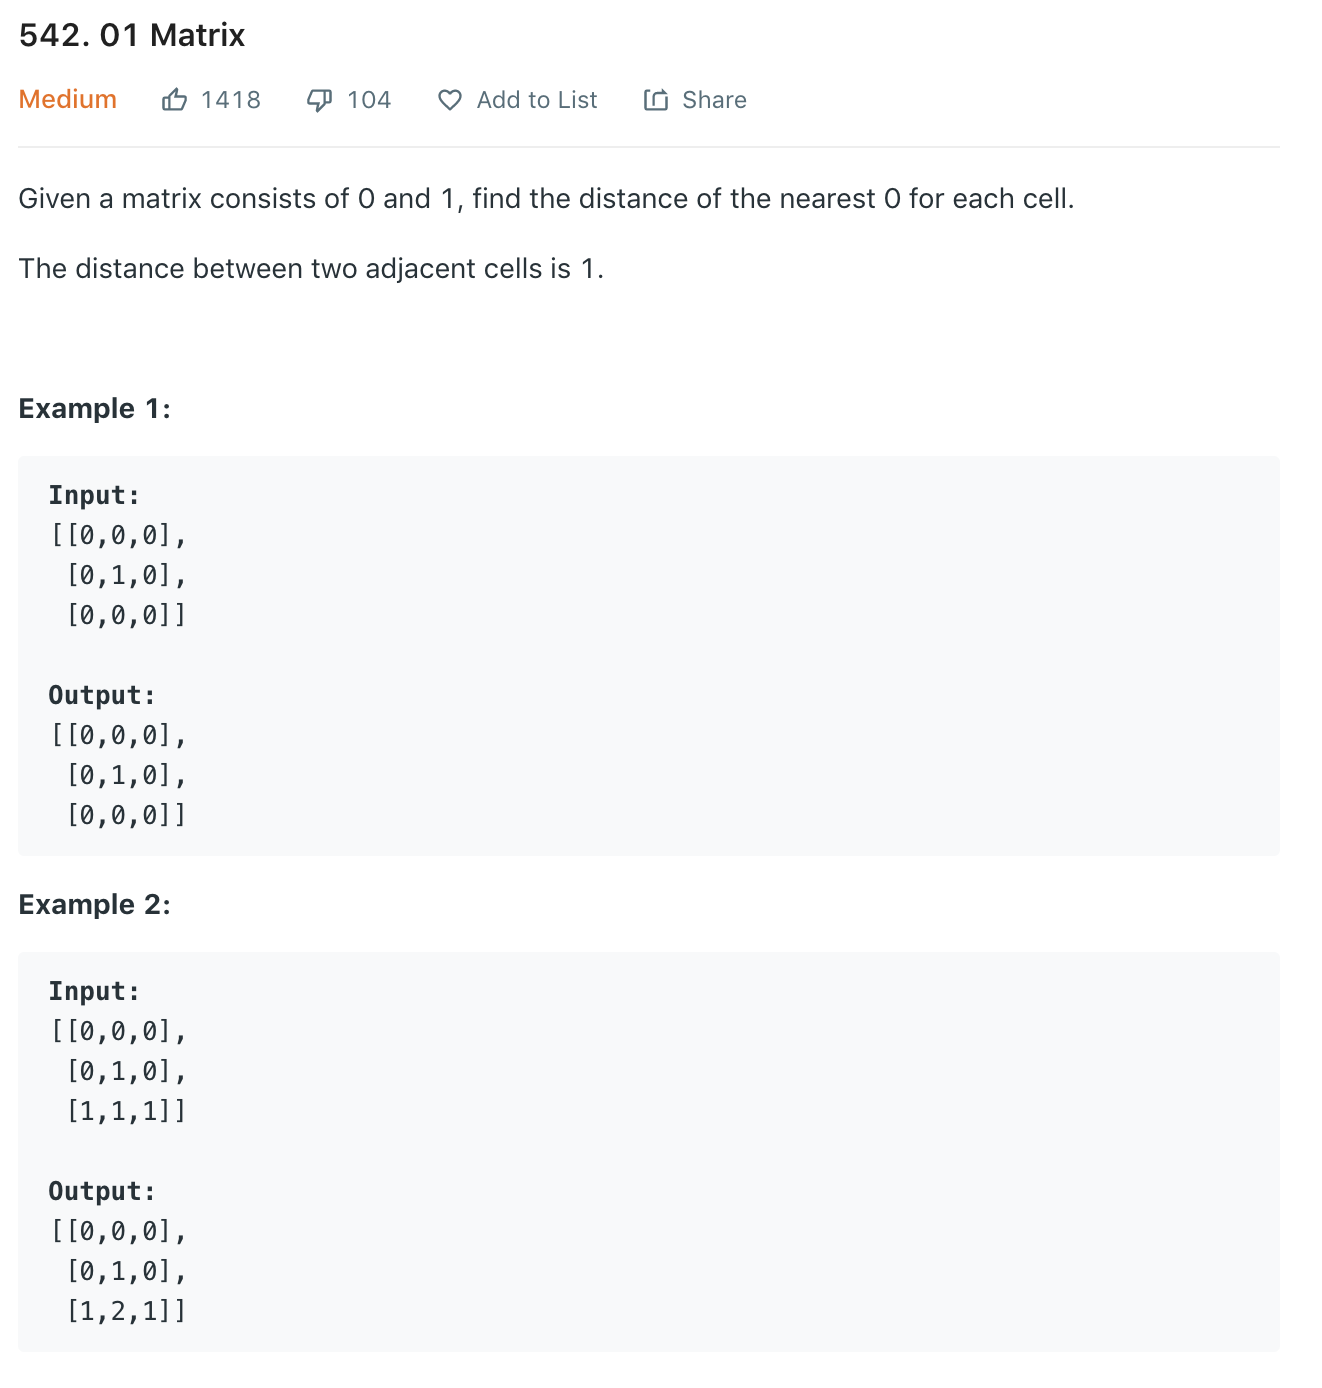 542. 01 Matrix
Medium 1418 104 Add to List Share
Given a matrix consists of 0 and 1, find the distance of the nearest 0 for each cell.
The distance between two adjacent cells is 1.
Example 1:
Input:
[[0,0,0],
 [0,1,0],
 [0,0,0]]
Output:
[[0,0,0],
 [0,1,0],
 [0,0,0]]
Example 2:
Input:
[[0,0,0],
 [0,1,0],
 [1,1,1]]
Output:
[[0,0,0],
 [0,1,0],
 [1,2,1]]